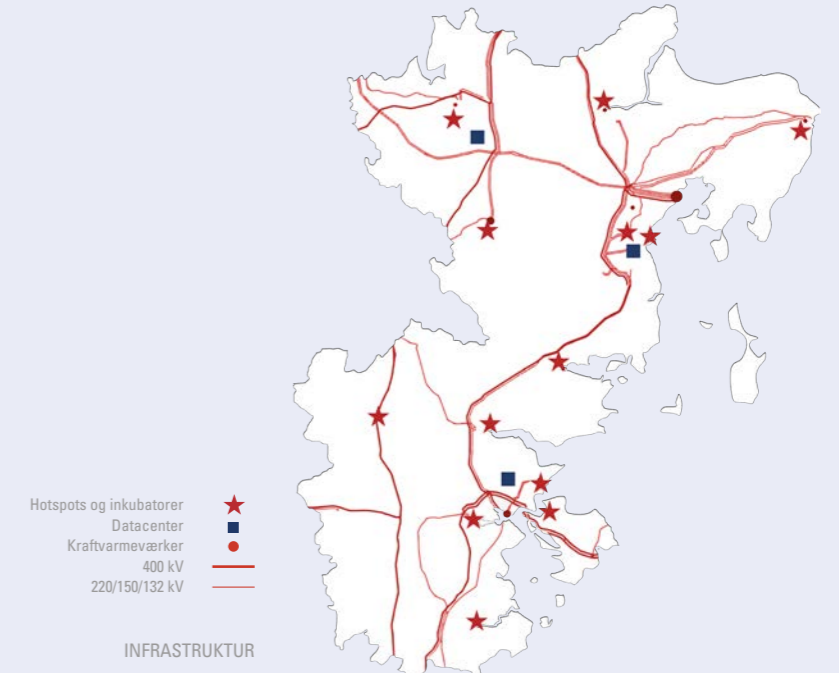 Hotspots og inkubatorer
Datacenter
Kraftvarmeværker
400 kV
220/150/132 kV
INFRASTRUKTUR